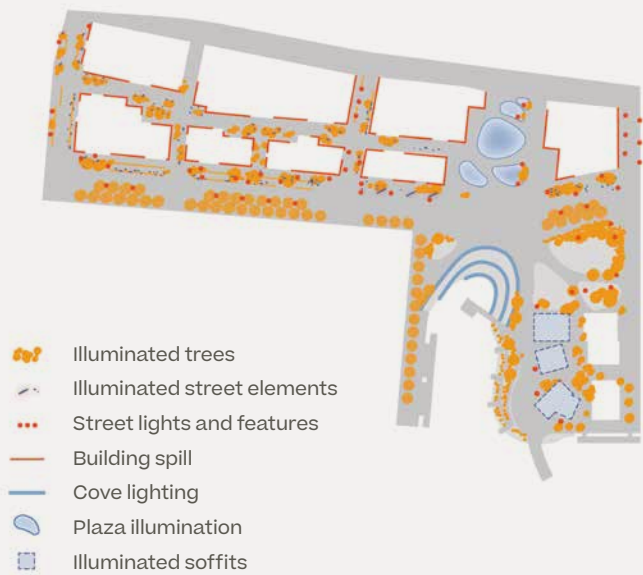 Illuminated trees
Illuminated street elements
Street lights and features
Building spill
Cove lighting
Plaza illumination
Illuminated soffits